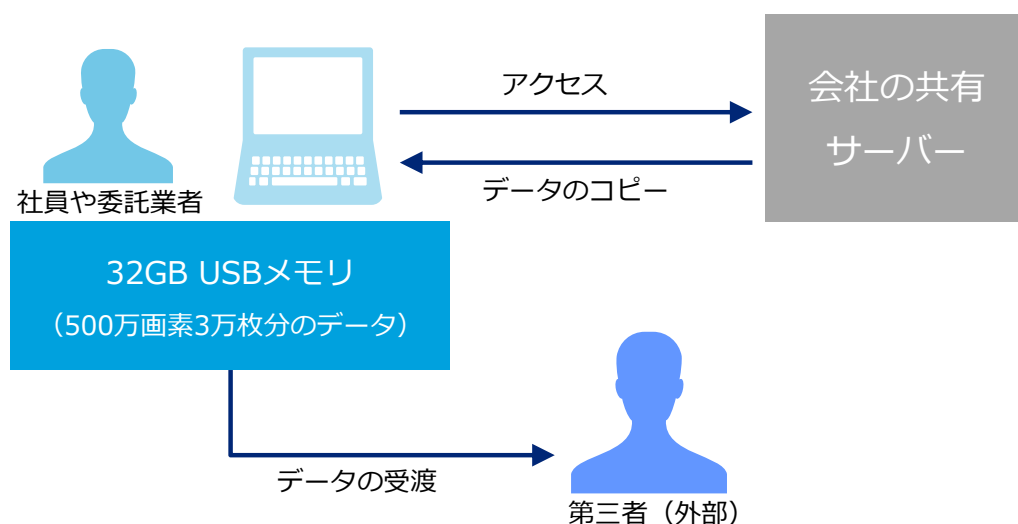 アクセス
会社の共有
サーバー
データのコピー
社員や委託業者
32GB USBメモリ
（500万画素3万枚分のデータ）
データの受渡
第三者（外部）